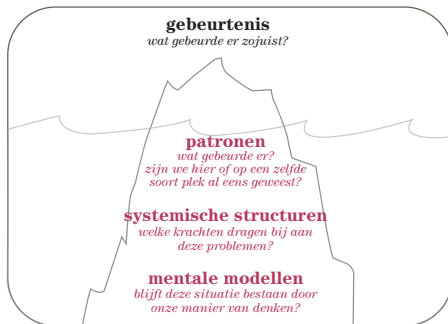 gebeurtenis
wat gebeurde er zojuist?
patronen
wat gebeurde er?
zijn we hier of op een zelfde
soort plek al eens geweest?
systemische structuren
welke krachten dragen bij aan
deze problemen?
mentale modellen
blijft deze situatie bestaan door
onze manier van denken?